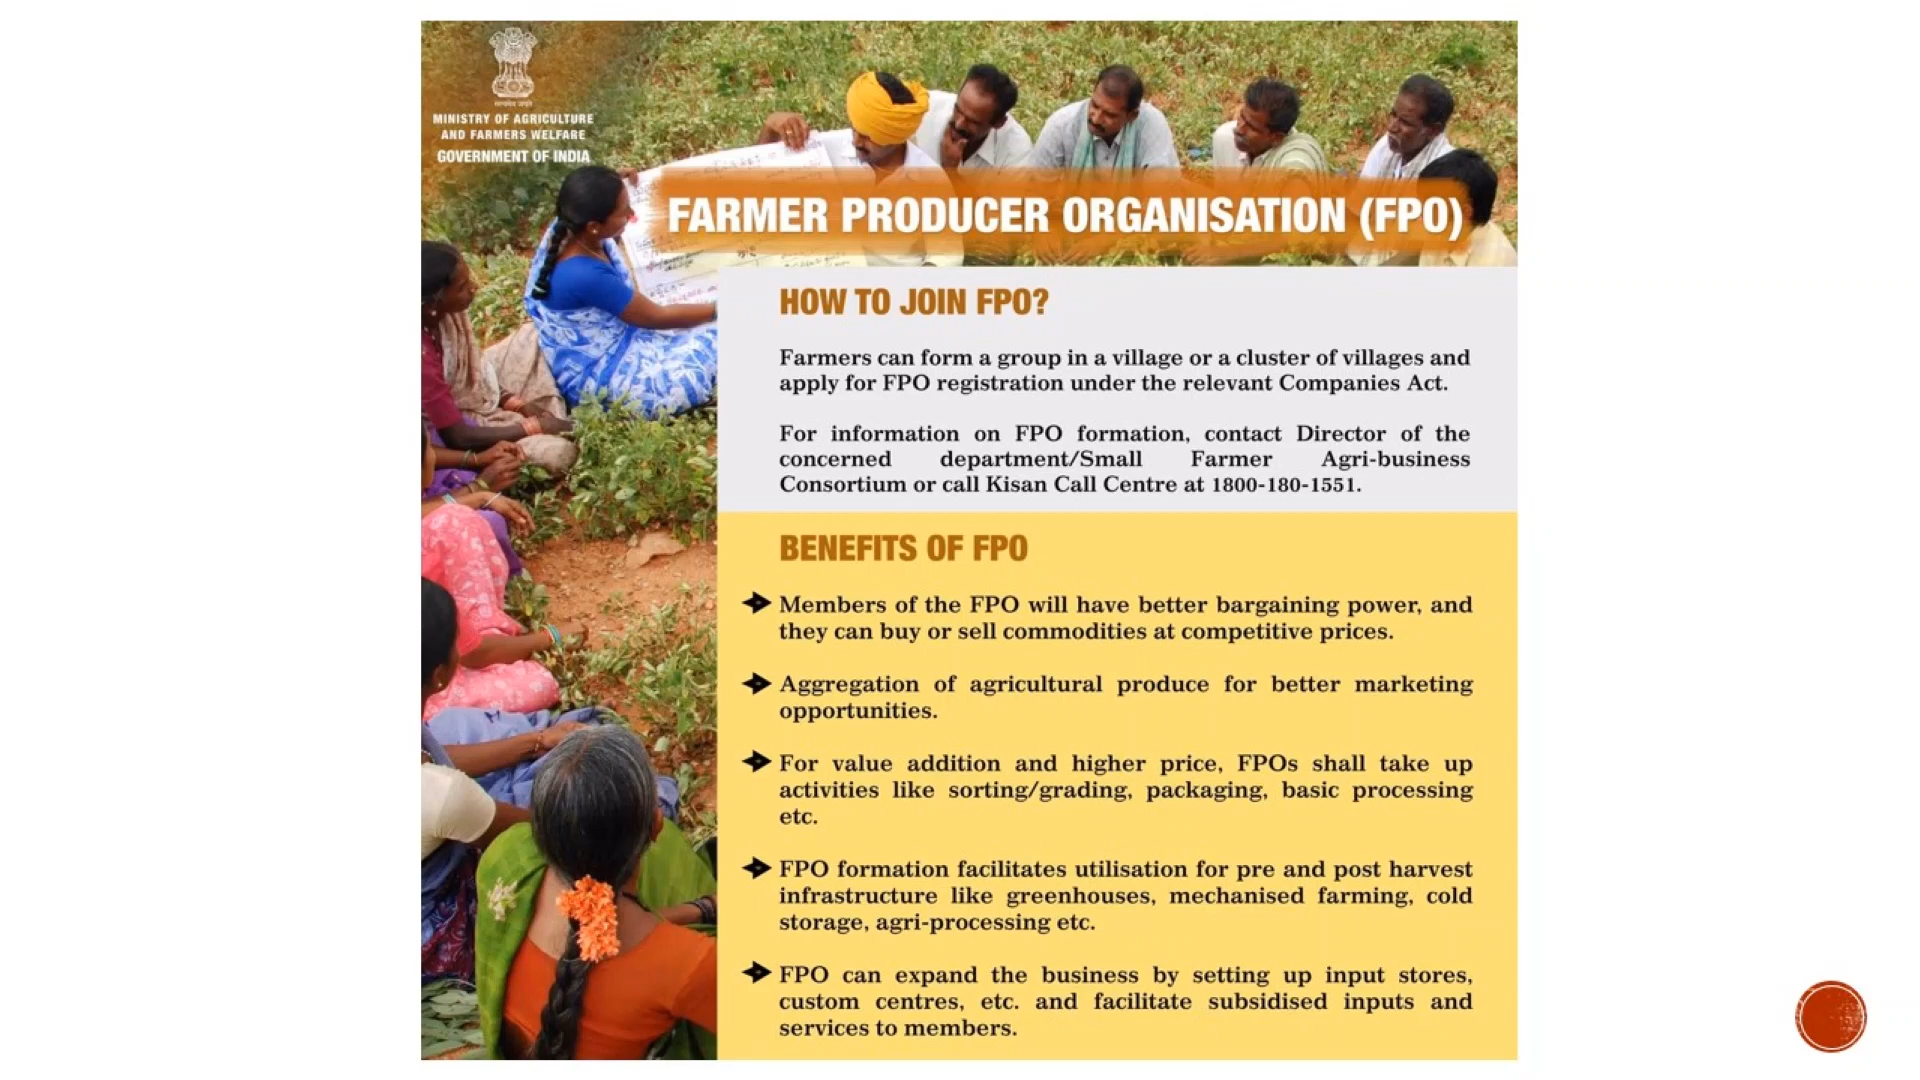 सत्यमेव जयते
MINISTRY OF AGRICULTURE
AND FARMERS WELFARE
GOVERNMENT OF INDIA
FARMER PRODUCER ORGANISATION (FPO)
HOW TO JOIN FPO?
Farmers can form a group in a village or a cluster of villages and
apply for FPO registration under the relevant Companies Act.
For information on FPO formation, contact Director of the
concerned department/Small Farmer Agri-business
Consortium or call Kisan Call Centre at 1800-180-1551.
BENEFITS OF FPO
Members of the FPO will have better bargaining power, and
they can buy or sell commodities at competitive prices.
Aggregation of agricultural produce for better marketing
opportunities.
For value addition and higher price, FPOs shall take up
activities like sorting/grading, packaging, basic processing
etc.
FPO formation facilitates utilisation for pre and post harvest
infrastructure like greenhouses, mechanised farming, cold
storage, agri-processing etc.
FPO can expand the business by setting up input stores,
custom centres, etc. and facilitate subsidised inputs and
services to members.